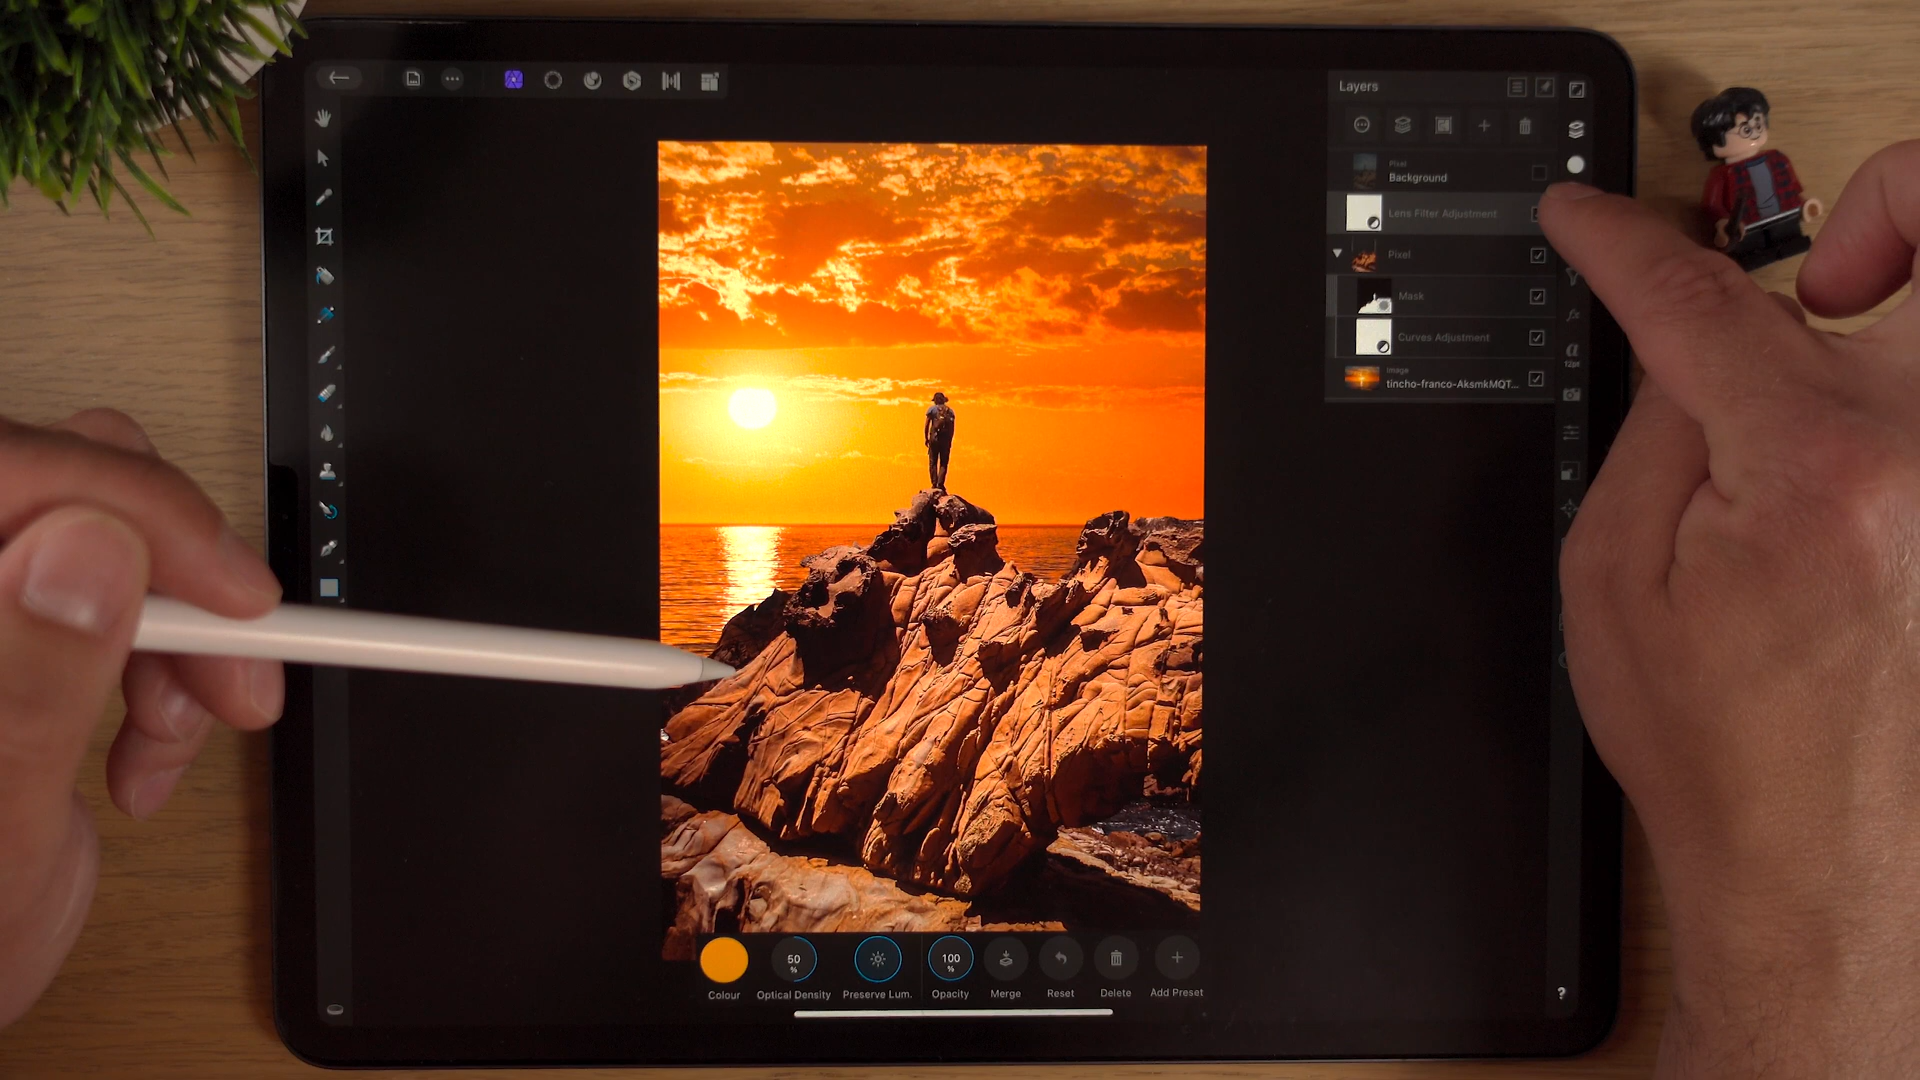 Layers
Pixel
Background
Lens Filter Adjustment
Pixel
Mask
Curves Adjustment
Image
tincho-franco-AksmkMQT...
12pt
50
%
100
%
Colour
Optical Density
Preserve Lum.
Opacity
Merge
Reset
Delete
Add Preset
?